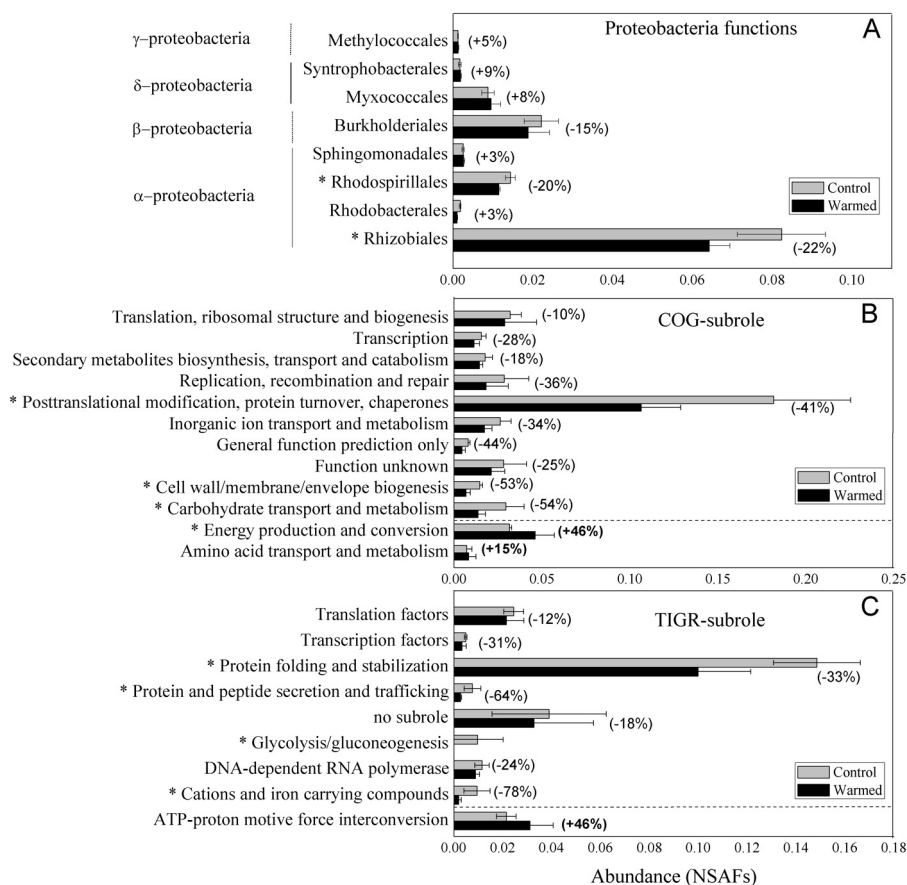 Proteobacteria functions
A
γ–proteobacteria
Methylococcales
(+5%)
δ–proteobacteria
Syntrophobacterales
(+9%)
Myxococcales
(+8%)
β–proteobacteria
Burkholderiales
(-15%)
α–proteobacteria
Sphingomonadales
(+3%)
* Rhodospirillales
(-20%)
Rhodobacterales
(+3%)
* Rhizobiales
(-22%)
Control
Warmed
0.00 0.02 0.04 0.06 0.08 0.10
COG-subrole
B
Translation, ribosomal structure and biogenesis
(-10%)
Transcription
(-28%)
Secondary metabolites biosynthesis, transport and catabolism
(-18%)
Replication, recombination and repair
(-36%)
* Posttranslational modification, protein turnover, chaperones
(-41%)
Inorganic ion transport and metabolism
(-34%)
General function prediction only
(-44%)
Function unknown
(-25%)
* Cell wall/membrane/envelope biogenesis
(-53%)
* Carbohydrate transport and metabolism
(-54%)
* Energy production and conversion
(+46%)
Amino acid transport and metabolism
(+15%)
Control
Warmed
0.00 0.05 0.10 0.15 0.20 0.25
TIGR-subrole
C
Translation factors
(-12%)
Transcription factors
(-31%)
* Protein folding and stabilization
(-33%)
* Protein and peptide secretion and trafficking
(-64%)
no subrole
(-18%)
* Glycolysis/gluconeogenesis
DNA-dependent RNA polymerase
(-24%)
* Cations and iron carrying compounds
(-78%)
ATP-proton motive force interconversion
(+46%)
Control
Warmed
0.00 0.02 0.04 0.06 0.08 0.10 0.12 0.14 0.16 0.18
Abundance (NSAFs)